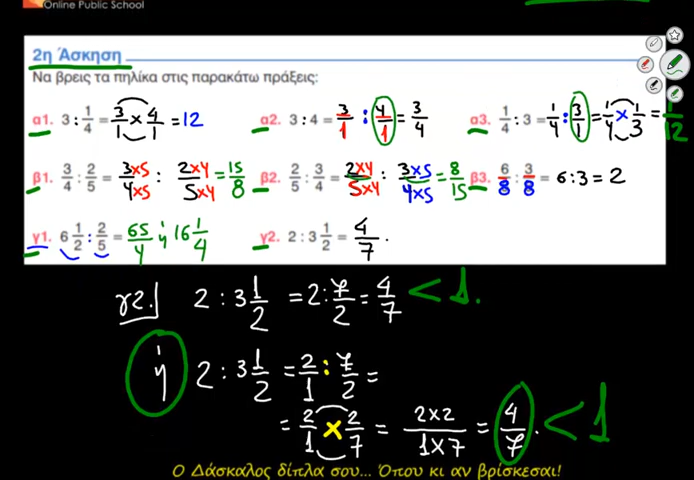 Online Public School
2η Άσκηση
Να βρεις τα πηλίκα στις παρακάτω πράξεις:
α1. 3 : 1/4 = 3/1 × 4/1 = 12 α2. 3 : 4 = 3/1 : 4/1 = 3/4 α3. 1/4 : 3 = 1/4 : 3/1 = 1/4 × 1/3 = 1/12
β1. 3/4 : 2/5 = 3×5/4×5 : 2×4/5×4 = 15/8 β2. 2/5 : 3/4 = 2×4/5×4 : 3×5/4×5 = 8/15 β3. 6/8 : 3/8 = 6 : 3 = 2
γ1. 6 1/2 : 2/5 = 65/4 ή 16 1/4 γ2. 2 : 3 1/2 = 4/7.
γ2.) 2 : 3 1/2 = 2 : 7/2 = 4/7 < 1.
ή 2 : 3 1/2 = 2/1 : 7/2 =
= 2/1 × 2/7 = 2×2/1×7 = 4/7. < 1
Ο Δάσκαλος δίπλα σου... Όπου κι αν βρίσκεσαι!